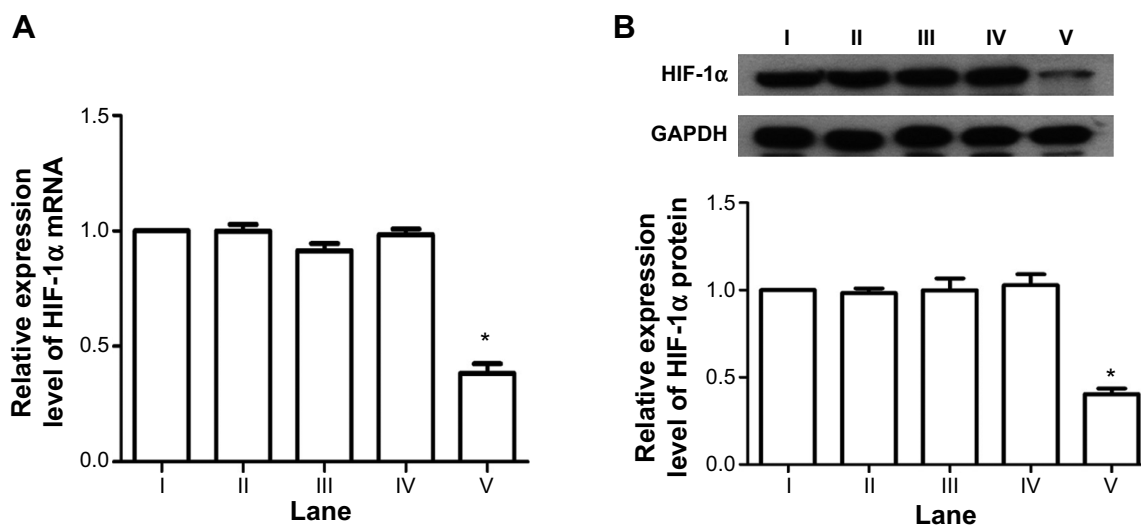 A
Relative expression
level of HIF-1α mRNA
1.5
1.0
0.5
0.0
*
I II III IV V
Lane
B
I II III IV V
HIF-1α
GAPDH
Relative expression
level of HIF-1α protein
1.5
1.0
0.5
0.0
*
I II III IV V
Lane